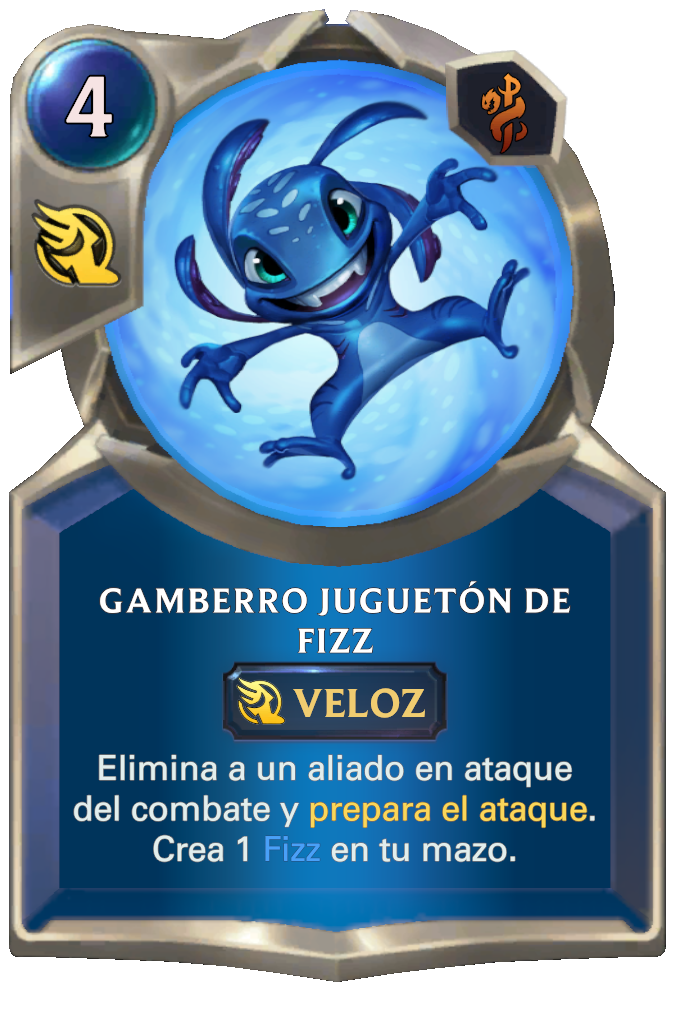 4
GAMBERRO JUGUETÓN DE
FIZZ
VELOZ
Elimina a un aliado en ataque
del combate y prepara el ataque.
Crea 1 Fizz en tu mazo.